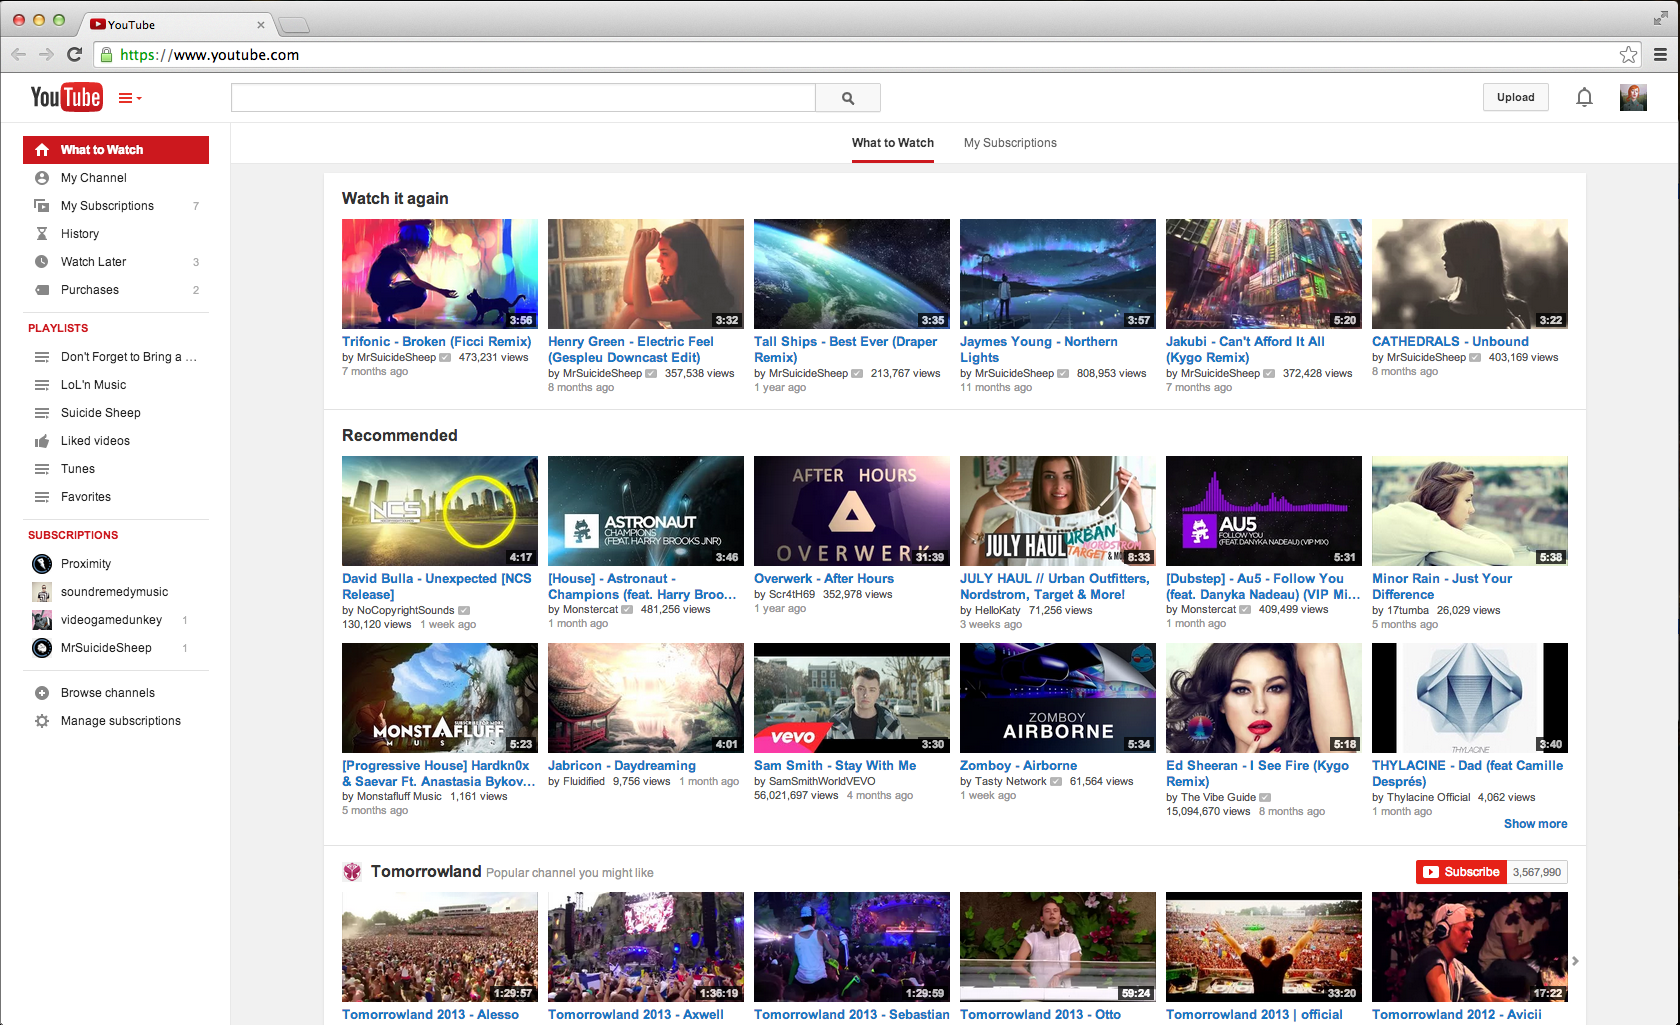 YouTube
https://www.youtube.com
YouTube
Upload
What to Watch
My Channel
My Subscriptions 7
History
Watch Later 3
Purchases 2
PLAYLISTS
Don't Forget to Bring a ...
LoL'n Music
Suicide Sheep
Liked videos
Tunes
Favorites
SUBSCRIPTIONS
Proximity
soundremedymusic
videogamedunkey 1
MrSuicideSheep 1
Browse channels
Manage subscriptions
What to Watch My Subscriptions
Watch it again
3:56
Trifonic - Broken (Ficci Remix)
by MrSuicideSheep 473,231 views
7 months ago
3:32
Henry Green - Electric Feel
(Gespleu Downcast Edit)
by MrSuicideSheep 357,538 views
8 months ago
3:35
Tall Ships - Best Ever (Draper
Remix)
by MrSuicideSheep 213,767 views
1 year ago
3:57
Jaymes Young - Northern
Lights
by MrSuicideSheep 808,953 views
11 months ago
5:20
Jakubi - Can't Afford It All
(Kygo Remix)
by MrSuicideSheep 372,428 views
7 months ago
3:22
CATHEDRALS - Unbound
by MrSuicideSheep 403,169 views
8 months ago
Recommended
NCS
4:17
David Bulla - Unexpected [NCS
Release]
by NoCopyrightSounds
130,120 views 1 week ago
ASTRONAUT
CHAMPIONS
(FEAT. HARRY BROOKS JNR)
3:46
[House] - Astronaut -
Champions (feat. Harry Broo...
by Monstercat 481,256 views
1 month ago
AFTER HOURS
OVERWERK
31:39
Overwerk - After Hours
by Scr4tH69 352,978 views
1 year ago
JULY HAUL
URBAN
NORDSTROM
TARGET & MO
8:33
JULY HAUL // Urban Outfitters,
Nordstrom, Target & More!
by HelloKaty 71,256 views
3 weeks ago
AU5
FOLLOW YOU
(FEAT. DANYKA NADEAU) (VIP MIX)
5:31
[Dubstep] - Au5 - Follow You
(feat. Danyka Nadeau) (VIP Mi...
by Monstercat 409,499 views
1 month ago
5:38
Minor Rain - Just Your
Difference
by 17tumba 26,029 views
5 months ago
SUBSCRIBE FOR MORE
MONSTAFLUFF
MUSIC
5:23
[Progressive House] Hardkn0x
& Saevar Ft. Anastasia Bykov...
by Monstafluff Music 1,161 views
5 months ago
4:01
Jabricon - Daydreaming
by Fluidified 9,756 views 1 month ago
vevo
3:30
Sam Smith - Stay With Me
by SamSmithWorldVEVO
56,021,697 views 4 months ago
ZOMBOY
AIRBORNE
5:34
Zomboy - Airborne
by Tasty Network 61,564 views
1 week ago
5:18
Ed Sheeran - I See Fire (Kygo
Remix)
by The Vibe Guide
15,094,670 views 8 months ago
THYLACINE
3:40
THYLACINE - Dad (feat Camille
Després)
by Thylacine Official 4,062 views
1 month ago
Show more
Tomorrowland Popular channel you might like
Subscribe 3,567,990
1:29:57
Tomorrowland 2013 - Alesso
1:36:19
Tomorrowland 2013 - Axwell
1:29:59
Tomorrowland 2013 - Sebastian
59:24
Tomorrowland 2013 - Otto
33:20
Tomorrowland 2013 | official
17:22
Tomorrowland 2012 - Avicii